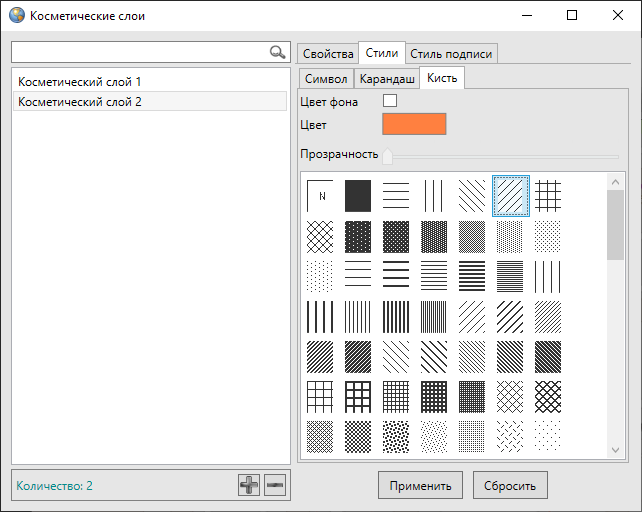 Косметические слои
Свойства Стили Стиль подписи
Символ Карандаш Кисть
Косметический слой 1
Косметический слой 2
Цвет фона
Цвет
Прозрачность
N
Количество: 2
Применить Сбросить